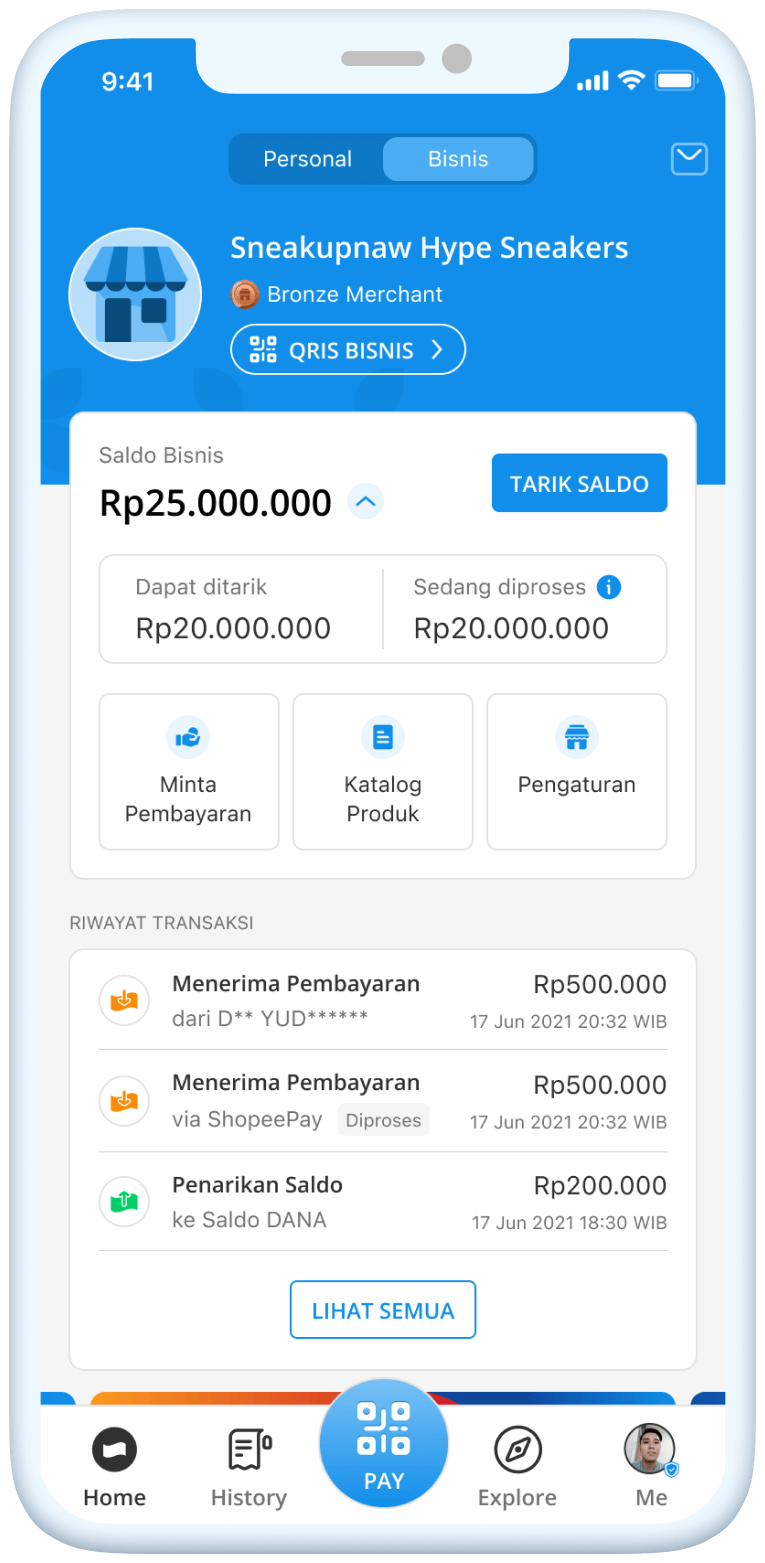 9:41
Personal
Bisnis
Sneakupnaw Hype Sneakers
Bronze Merchant
QRIS BISNIS
Saldo Bisnis
Rp25.000.000
TARIK SALDO
Dapat ditarik
Rp20.000.000
Sedang diproses
Rp20.000.000
Minta
Pembayaran
Katalog
Produk
Pengaturan
RIWAYAT TRANSAKSI
Menerima Pembayaran
Rp500.000
dari D** YUD******
17 Jun 2021 20:32 WIB
Menerima Pembayaran
Rp500.000
via ShopeePay
Diproses
17 Jun 2021 20:32 WIB
Penarikan Saldo
Rp200.000
ke Saldo DANA
17 Jun 2021 18:30 WIB
LIHAT SEMUA
Home
History
PAY
Explore
Me